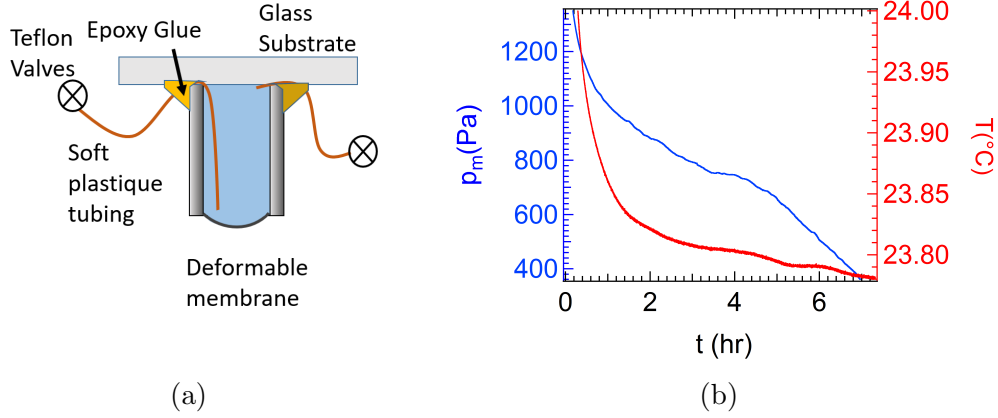 Teflon
Valves
Epoxy Glue
Glass
Substrate
Soft
plastique
tubing
Deformable
membrane
(a)
1200
1000
800
600
400
pm(Pa)
0
2
4
6
t (hr)
24.00
23.95
23.90
23.85
23.80
T(°C)
(b)